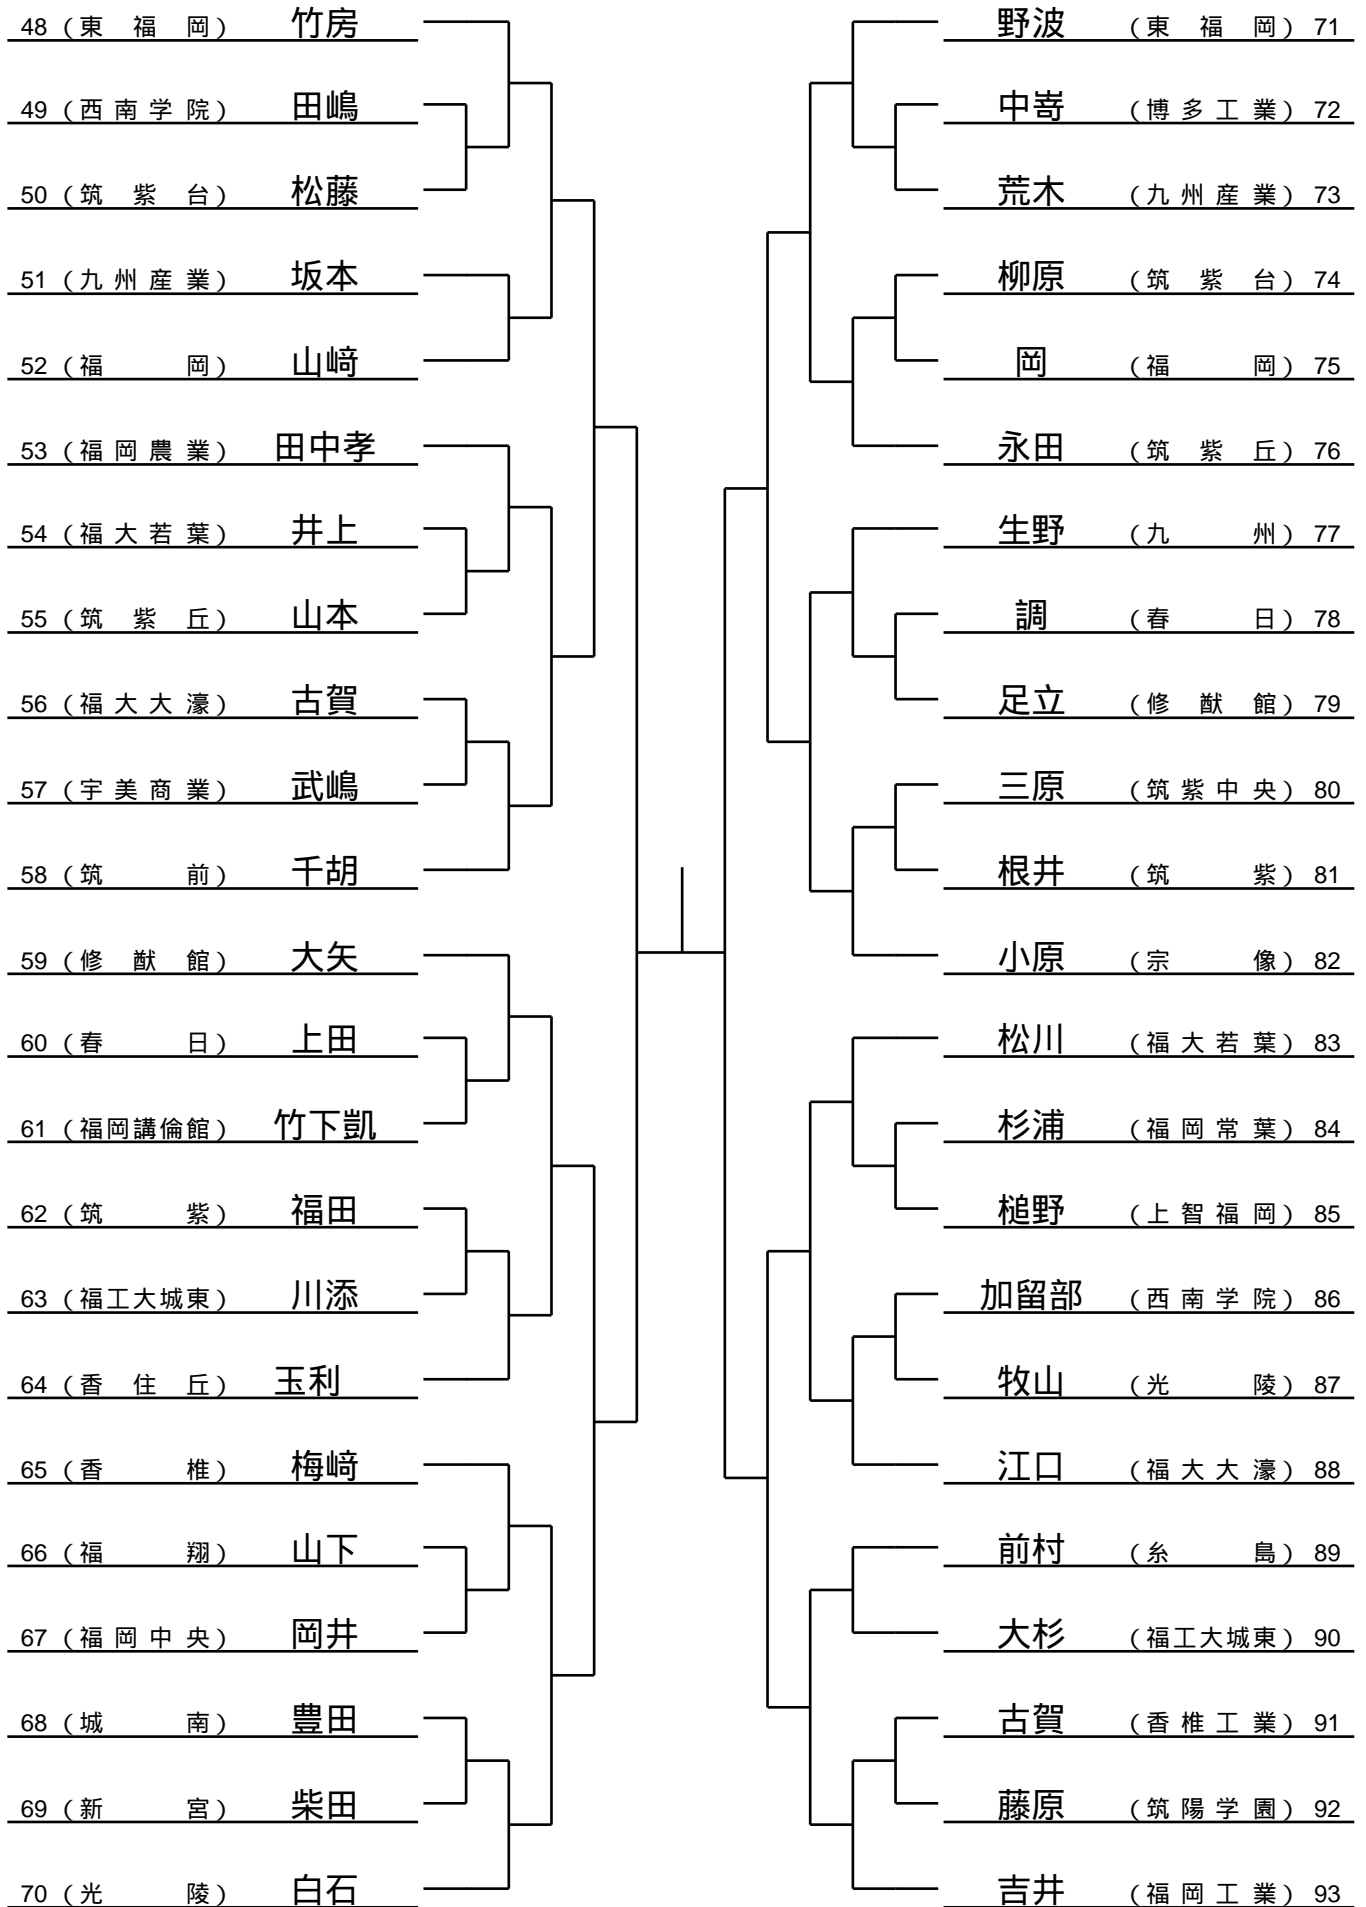 48 (東福岡) 竹房
49 (西南学院) 田嶋
50 (筑紫台) 松藤
51 (九州産業) 坂本
52 (福岡) 山﨑
53 (福岡農業) 田中孝
54 (福大若葉) 井上
55 (筑紫丘) 山本
56 (福大大濠) 古賀
57 (宇美商業) 武嶋
58 (筑前) 千胡
59 (修猷館) 大矢
60 (春日) 上田
61 (福岡講倫館) 竹下凱
62 (筑紫) 福田
63 (福工大城東) 川添
64 (香住丘) 玉利
65 (香椎) 梅﨑
66 (福翔) 山下
67 (福岡中央) 岡井
68 (城南) 豊田
69 (新宮) 柴田
70 (光陵) 白石
野波 (東福岡) 71
中嵜 (博多工業) 72
荒木 (九州産業) 73
柳原 (筑紫台) 74
岡 (福岡) 75
永田 (筑紫丘) 76
生野 (九州) 77
調 (春日) 78
足立 (修猷館) 79
三原 (筑紫中央) 80
根井 (筑紫) 81
小原 (宗像) 82
松川 (福大若葉) 83
杉浦 (福岡常葉) 84
槌野 (上智福岡) 85
加留部 (西南学院) 86
牧山 (光陵) 87
江口 (福大大濠) 88
前村 (糸島) 89
大杉 (福工大城東) 90
古賀 (香椎工業) 91
藤原 (筑陽学園) 92
吉井 (福岡工業) 93